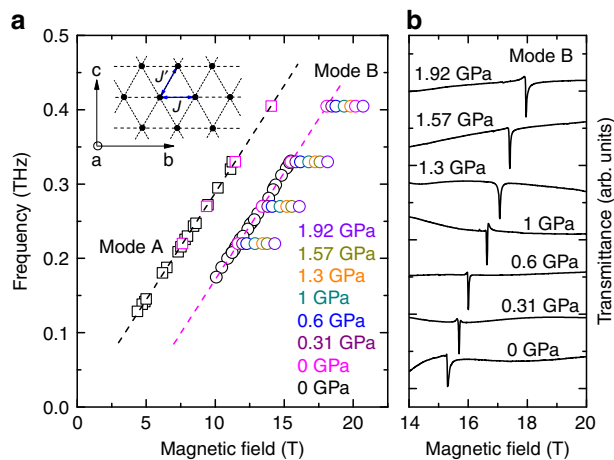 a
b
0.5
0.4
0.3
0.2
0.1
0.0
Frequency (THz)
c
a
b
J′
J
Mode A
Mode B
1.92 GPa
1.57 GPa
1.3 GPa
1 GPa
0.6 GPa
0.31 GPa
0 GPa
0 GPa
0 5 10 15 20
Magnetic field (T)
Mode B
1.92 GPa
1.57 GPa
1.3 GPa
1 GPa
0.6 GPa
0.31 GPa
0 GPa
Transmittance (arb. units)
14 16 18 20
Magnetic field (T)